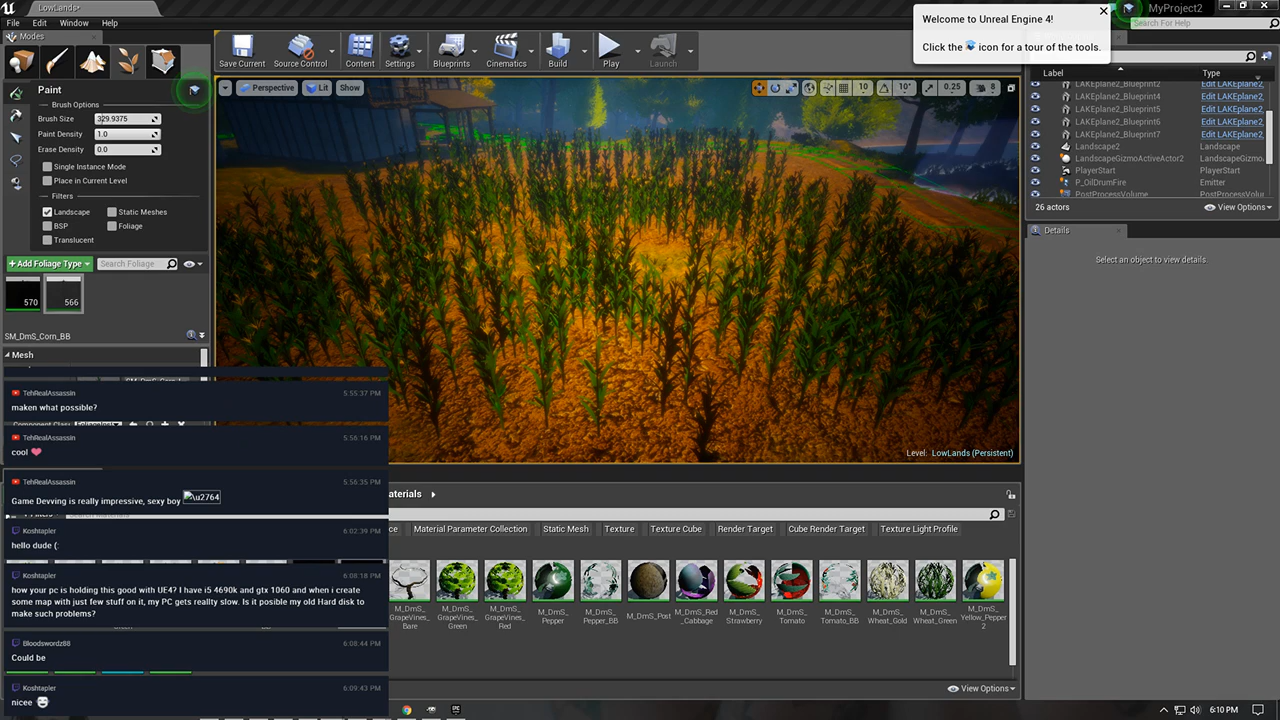 LowLands*
MyProject2
File Edit Window Help
Search For Help
Welcome to Unreal Engine 4!
Click the icon for a tour of the tools.
Modes
Save Current
Source Control
Content
Settings
Blueprints
Cinematics
Build
Play
Launch
Paint
Brush Options
Brush Size 329.9375
Paint Density 1.0
Erase Density 0.0
Single Instance Mode
Place in Current Level
Filters
Landscape
Static Meshes
BSP
Foliage
Translucent
+Add Foliage Type
Search Foliage
570
566
SM_DmS_Corn_BB
Mesh
Perspective
Lit
Show
10
10°
0.25
8
Level: LowLands (Persistent)
Label
Type
LAKEplane2_Blueprint2 Edit LAKEplane2_
LAKEplane2_Blueprint4 Edit LAKEplane2_
LAKEplane2_Blueprint5 Edit LAKEplane2_
LAKEplane2_Blueprint6 Edit LAKEplane2_
LAKEplane2_Blueprint7 Edit LAKEplane2_
Landscape2 Landscape
LandscapeGizmoActiveActor2 LandscapeGizmo
PlayerStart PlayerStart
P_OilDrumFire Emitter
PostProcessVolume PostProcessVolu
26 actors
View Options
Details
Select an object to view details
TehRealAssassin 5:55:37 PM
maken what possible?
TehRealAssassin 5:56:16 PM
cool ❤
TehRealAssassin 5:56:35 PM
Game Devving is really impressive, sexy boy \u2764
Koshtapler 6:02:39 PM
hello dude (:
Koshtapler 6:08:18 PM
how your pc is holding this good with UE4? I have i5 4690k and gtx 1060 and when i create
some map with just few stuff on it, my PC gets reallty slow. Is it posible my old Hard disk to
make such problems?
Bloodswordz88 6:08:44 PM
Could be
Koshtapler 6:09:43 PM
nicee 😄
aterials
ce
Material Parameter Collection
Static Mesh
Texture
Texture Cube
Render Target
Cube Render Target
Texture Light Profile
M_DmS_GrapeVines_Bare
M_DmS_GrapeVines_Green
M_DmS_GrapeVines_Red
M_DmS_Pepper
M_DmS_Pepper_BB
M_DmS_Post
M_DmS_Red_Cabbage
M_DmS_Strawberry
M_DmS_Tomato
M_DmS_Tomato_BB
M_DmS_Wheat_Gold
M_DmS_Wheat_Green
M_DmS_Yellow_Pepper2
View Options
6:10 PM